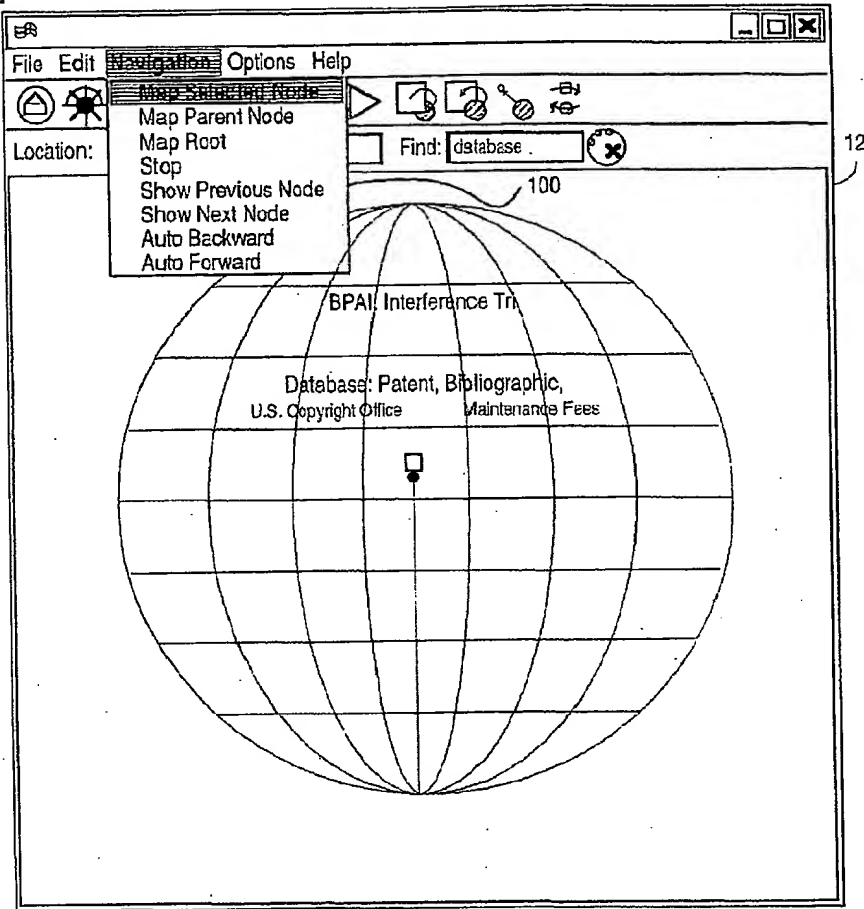 File Edit Navigation Options Help
Map Selected Node
Map Parent Node
Map Root
Stop
Show Previous Node
Show Next Node
Auto Backward
Auto Forward
Location:
Find: database
12
100
BPAI: Interference Tri
Database: Patent, Bibliographic,
U.S. Copyright Office Maintenance Fees